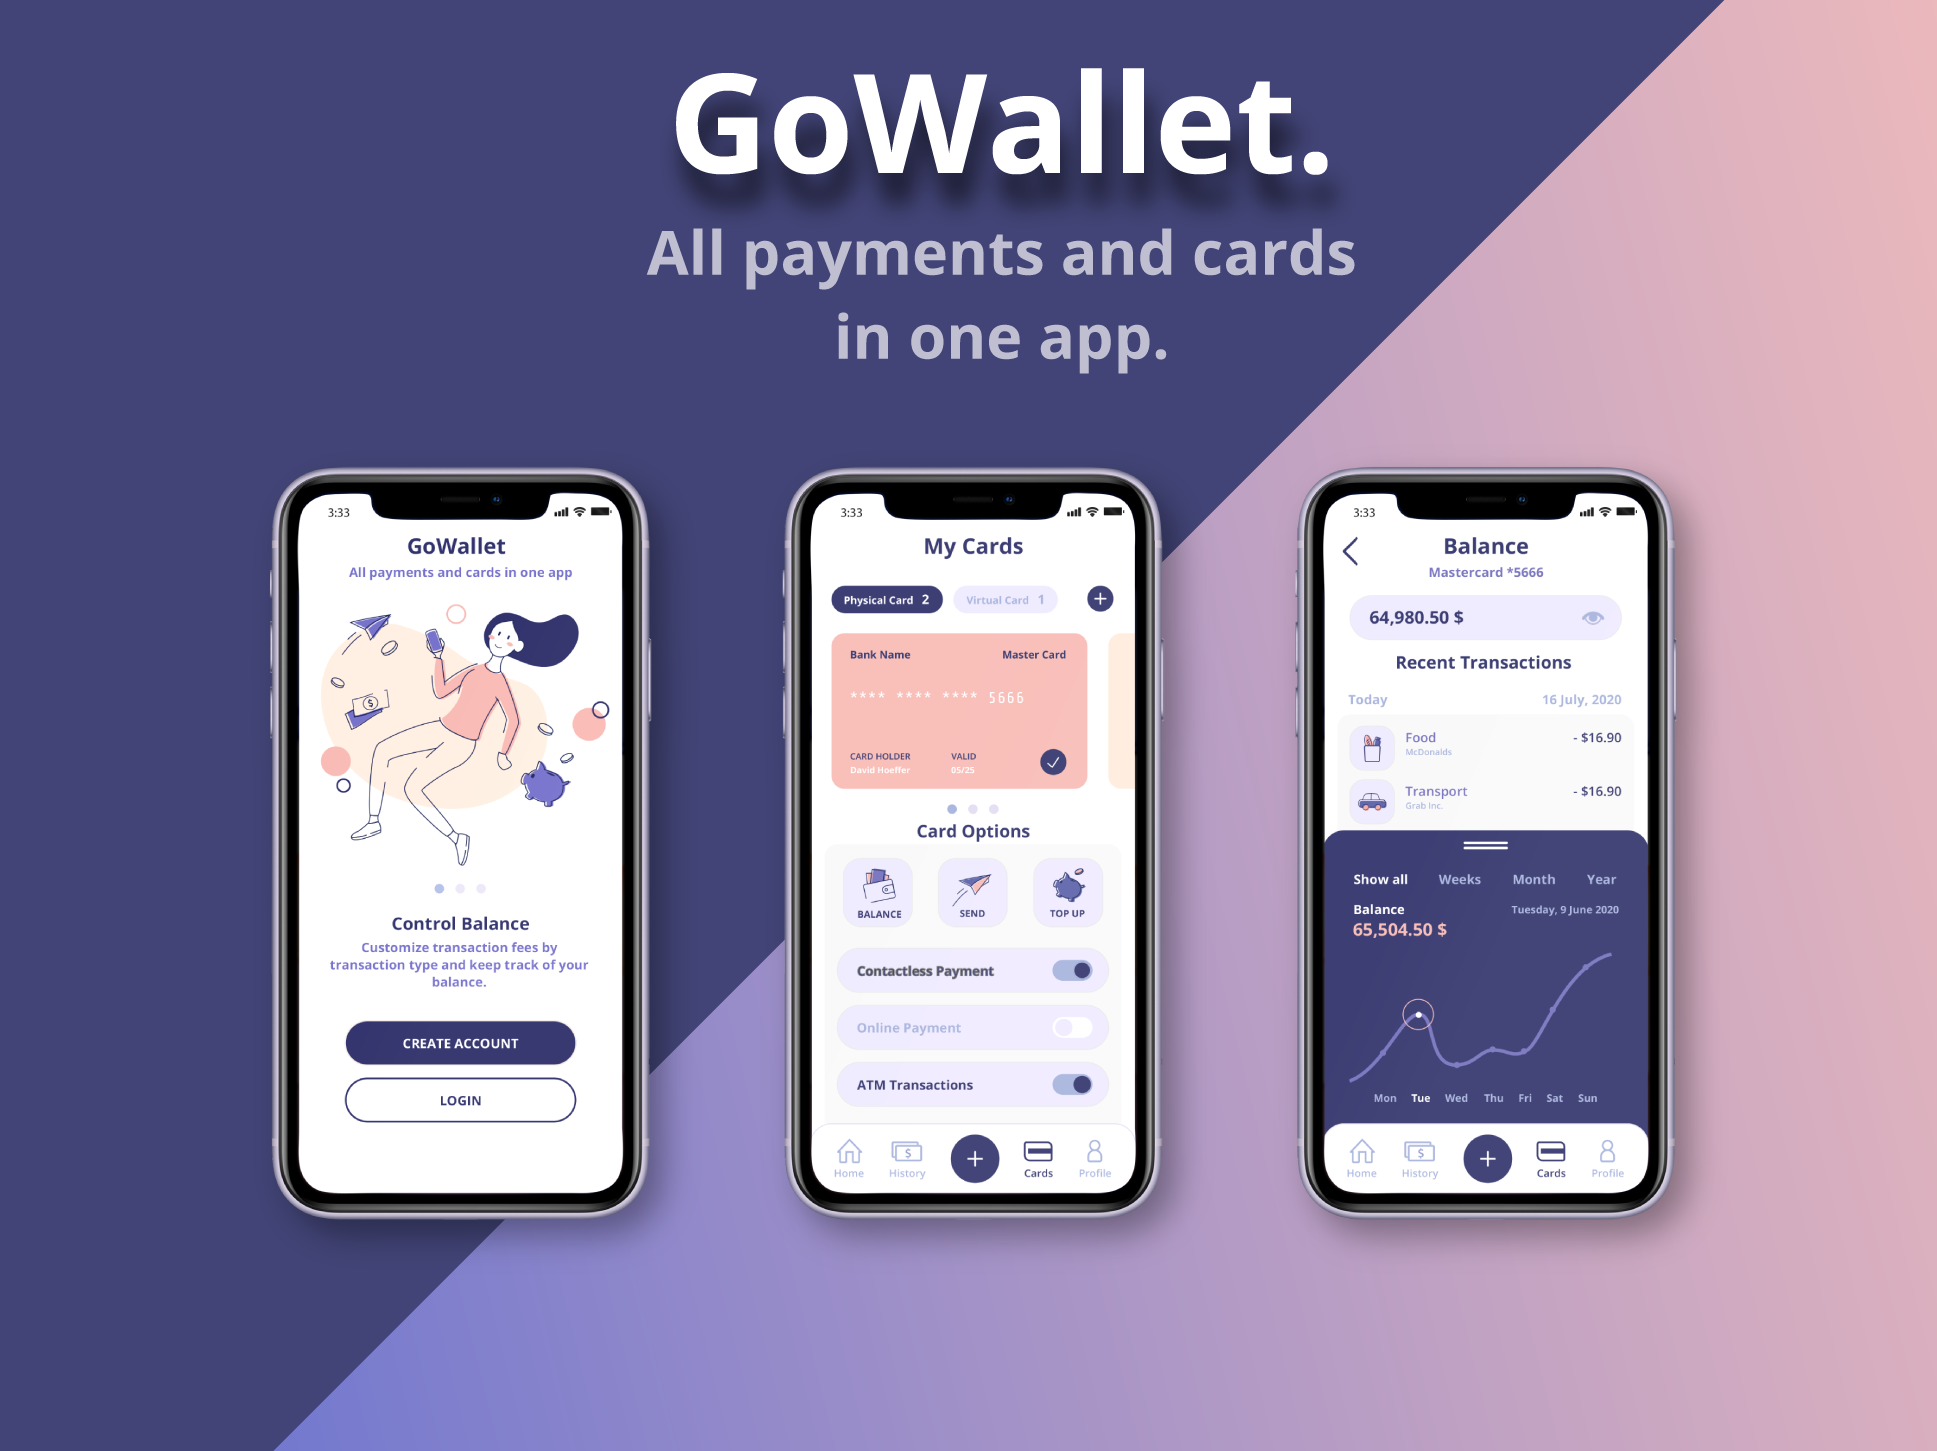 GoWallet.
All payments and cards
in one app.
3:33
GoWallet
All payments and cards in one app
$
Control Balance
Customize transaction fees by
transaction type and keep track of your
balance.
CREATE ACCOUNT
LOGIN
3:33
My Cards
Physical Card 2
Virtual Card 1
Bank Name
Master Card
**** **** **** 5666
CARD HOLDER
VALID
David Hoeffer
05/25
Card Options
BALANCE
SEND
TOP UP
Contactless Payment
Online Payment
ATM Transactions
$
Home
History
Cards
Profile
3:33
Balance
Mastercard *5666
64,980.50 $
Recent Transactions
Today
16 July, 2020
Food
- $16.90
McDonalds
Transport
- $16.90
Grab Inc.
Show all
Weeks
Month
Year
Balance
Tuesday, 9 June 2020
65,504.50 $
Mon Tue Wed Thu Fri Sat Sun
$
Home
History
Cards
Profile